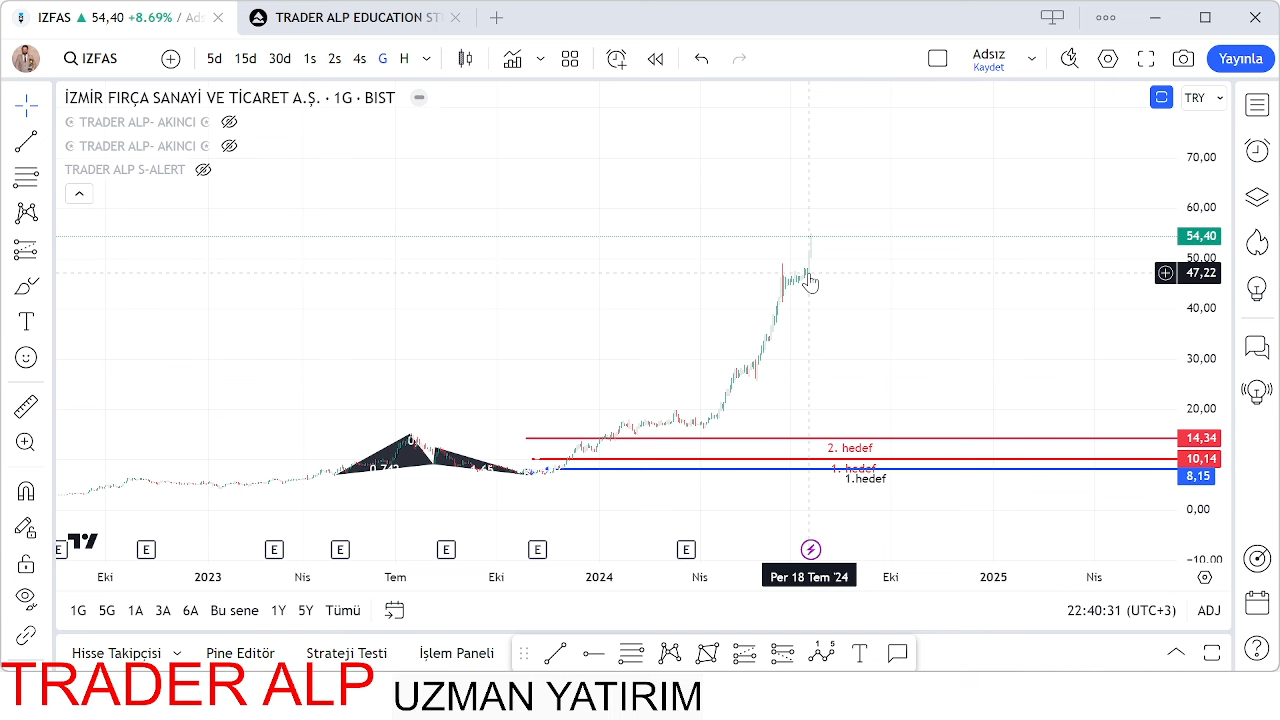 IZFAS ▲ 54,40 +8.69% / Ads
TRADER ALP EDUCATION ST
IZFAS
5d 15d 30d 1s 2s 4s G H
Adsız
Kaydet
Yayınla
İZMİR FIRÇA SANAYİ VE TİCARET A.Ş. · 1G · BIST
TRY
TRADER ALP- AKINCI
TRADER ALP- AKINCI
TRADER ALP S-ALERT
70,00
60,00
54,40
50,00
47,22
40,00
30,00
20,00
14,34
2. hedef
10,14
1. hedef
8,15
1.hedef
0,00
−10,00
E E E E E E E
Eki 2023 Nis Tem Eki 2024 Nis Per 18 Tem '24 Eki 2025 Nis
1G 5G 1A 3A 6A Bu sene 1Y 5Y Tümü
22:40:31 (UTC+3) ADJ
Hisse Takipçisi Pine Editör Strateji Testi İşlem Paneli
TRADER ALP UZMAN YATIRIM